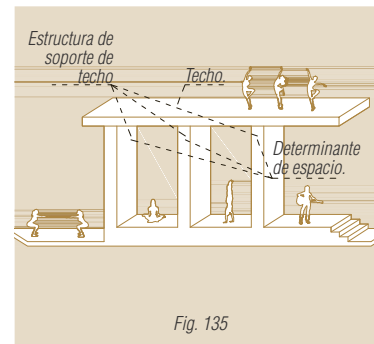 Estructura de
soporte de
techo
Techo.
Determinante
de espacio.
Fig. 135